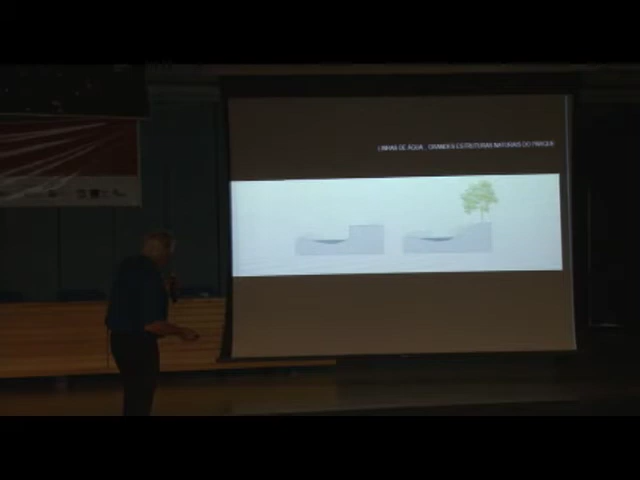 LINHAS DE ÁGUA , GRANDES ESTRUTURAS NATURAIS DO PARQUE